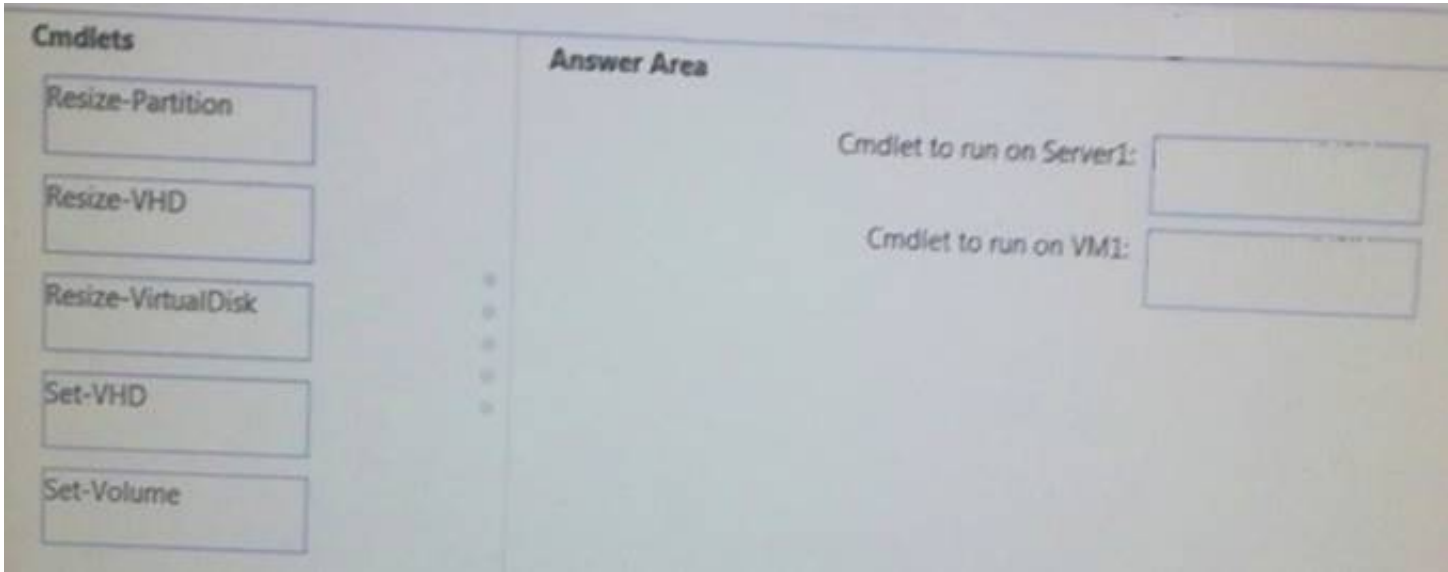 Cmdlets
Resize-Partition
Resize-VHD
Resize-VirtualDisk
Set-VHD
Set-Volume
Answer Area
Cmdlet to run on Server1:
Cmdlet to run on VM1: